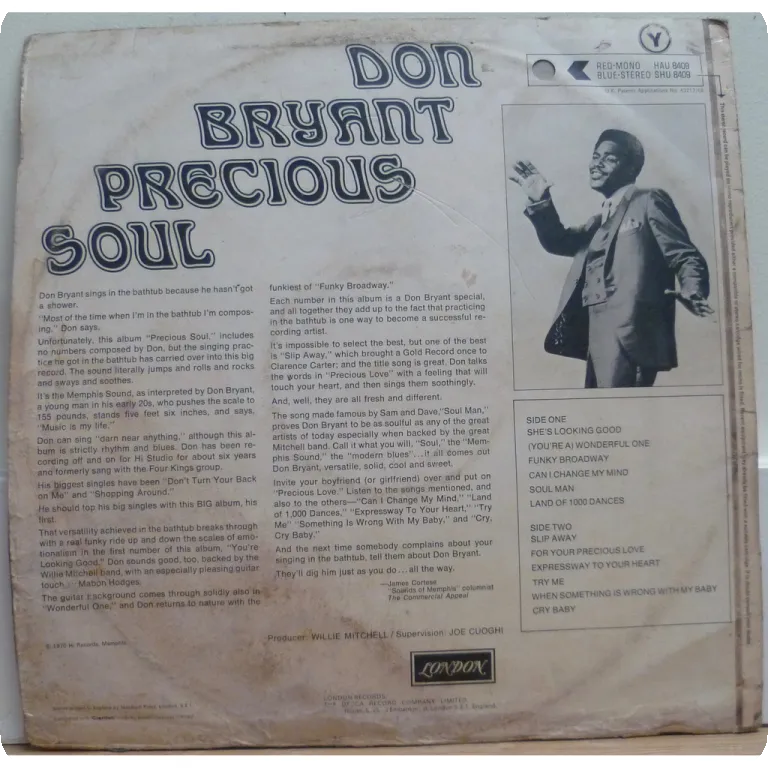 DON
BRYANT
PRECIOUS
SOUL
Y
RED-MONO HAU 8409
BLUE-STEREO SHU 8409
Don Bryant sings in the bathtub because he hasn't got
a shower.
"Most of the time when I'm in the bathtub I'm compos-
ing," Don says.
Unfortunately, this album "Precious Soul," includes
no numbers composed by Don, but the singing prac-
tice he got in the bathtub has carried over into this big
record. The sound literally jumps and rolls and rocks
and sways and soothes.
It's the Memphis Sound, as interpreted by Don Bryant,
a young man in his early 20s, who pushes the scale to
155 pounds, stands five feet six inches, and says,
"Music is my life."
Don can sing "darn near anything," although this al-
bum is strictly rhythm and blues. Don has been re-
cording off and on for Hi Studio for about six years
and formerly sang with the Four Kings group.
His biggest singles have been "Don't Turn Your Back
on Me" and "Shopping Around."
He should top his big singles with this BIG album, his
first.
That versatility achieved in the bathtub breaks through
with a real funky ride up and down the scales of emo-
tionalism in the first number of this album, "You're
Looking Good." Don sounds good, too, backed by the
Willie Mitchell band, with an especially pleasing guitar
touch... Mabon Hodges.
The guitar background comes through solidly also in
"Wonderful One," and Don returns to nature with the
funkiest of "Funky Broadway."
Each number in this album is a Don Bryant special,
and all together they add up to the fact that practicing
in the bathtub is one way to become a successful re-
cording artist.
It's impossible to select the best, but one of the best
is "Slip Away," which brought a Gold Record once to
Clarence Carter; and the title song is great. Don talks
the words in "Precious Love" with a feeling that will
touch your heart, and then sings them soothingly.
And, well, they are all fresh and different.
The song made famous by Sam and Dave,"Soul Man,"
proves Don Bryant to be as soulful as any of the great
artists of today especially when backed by the great
Mitchell band. Call it what you will, "Soul," the "Mem-
phis Sound," the "modern blues"...it all comes out
Don Bryant, versatile, solid, cool and sweet.
Invite your boyfriend (or girlfriend) over and put on
"Precious Love." Listen to the songs mentioned, and
also to the others—"Can I Change My Mind," "Land
of 1,000 Dances," "Expressway To Your Heart," "Try
Me" "Something Is Wrong With My Baby," and "Cry,
Cry Baby."
And the next time somebody complains about your
singing in the bathtub, tell them about Don Bryant.
They'll dig him just as you do...all the way.
—James Cortese
"Sounds of Memphis" columnist
The Commercial Appeal
SIDE ONE
SHE'S LOOKING GOOD
(YOU'RE A) WONDERFUL ONE
FUNKY BROADWAY
CAN I CHANGE MY MIND
SOUL MAN
LAND OF 1000 DANCES
SIDE TWO
SLIP AWAY
FOR YOUR PRECIOUS LOVE
EXPRESSWAY TO YOUR HEART
TRY ME
WHEN SOMETHING IS WRONG WITH MY BABY
CRY BABY
Producer: WILLIE MITCHELL / Supervision: JOE CUOGHI
LONDON
LONDON RECORDS